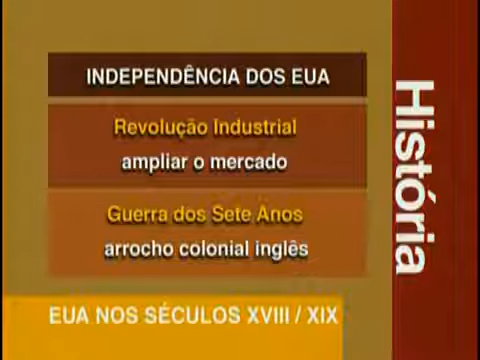 INDEPENDÊNCIA DOS EUA
Revolução Industrial
ampliar o mercado
Guerra dos Sete Anos
arrocho colonial inglês
EUA NOS SÉCULOS XVIII / XIX
História